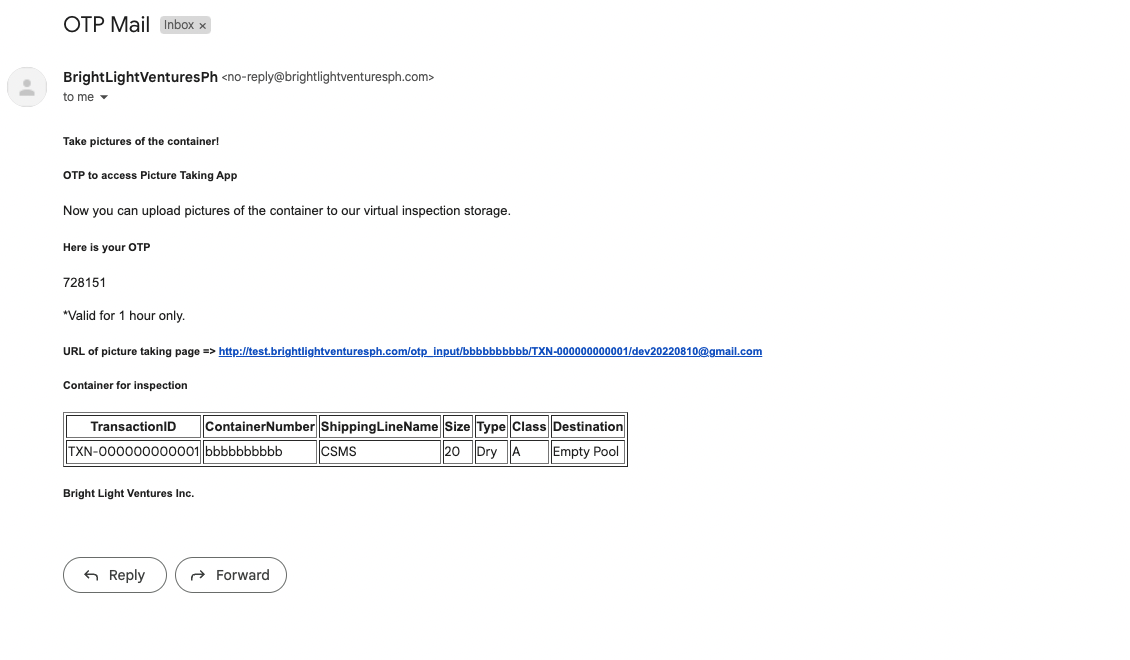 OTP Mail Inbox ×
BrightLightVenturesPh <no-reply@brightlightventuresph.com>
to me
Take pictures of the container!
OTP to access Picture Taking App
Now you can upload pictures of the container to our virtual inspection storage.
Here is your OTP
728151
*Valid for 1 hour only.
URL of picture taking page => http://test.brightlightventuresph.com/otp_input/bbbbbbbbbb/TXN-000000000001/dev20220810@gmail.com
Container for inspection
TransactionID ContainerNumber ShippingLineName Size Type Class Destination
TXN-000000000001 bbbbbbbbbb CSMS 20 Dry A Empty Pool
Bright Light Ventures Inc.
Reply Forward